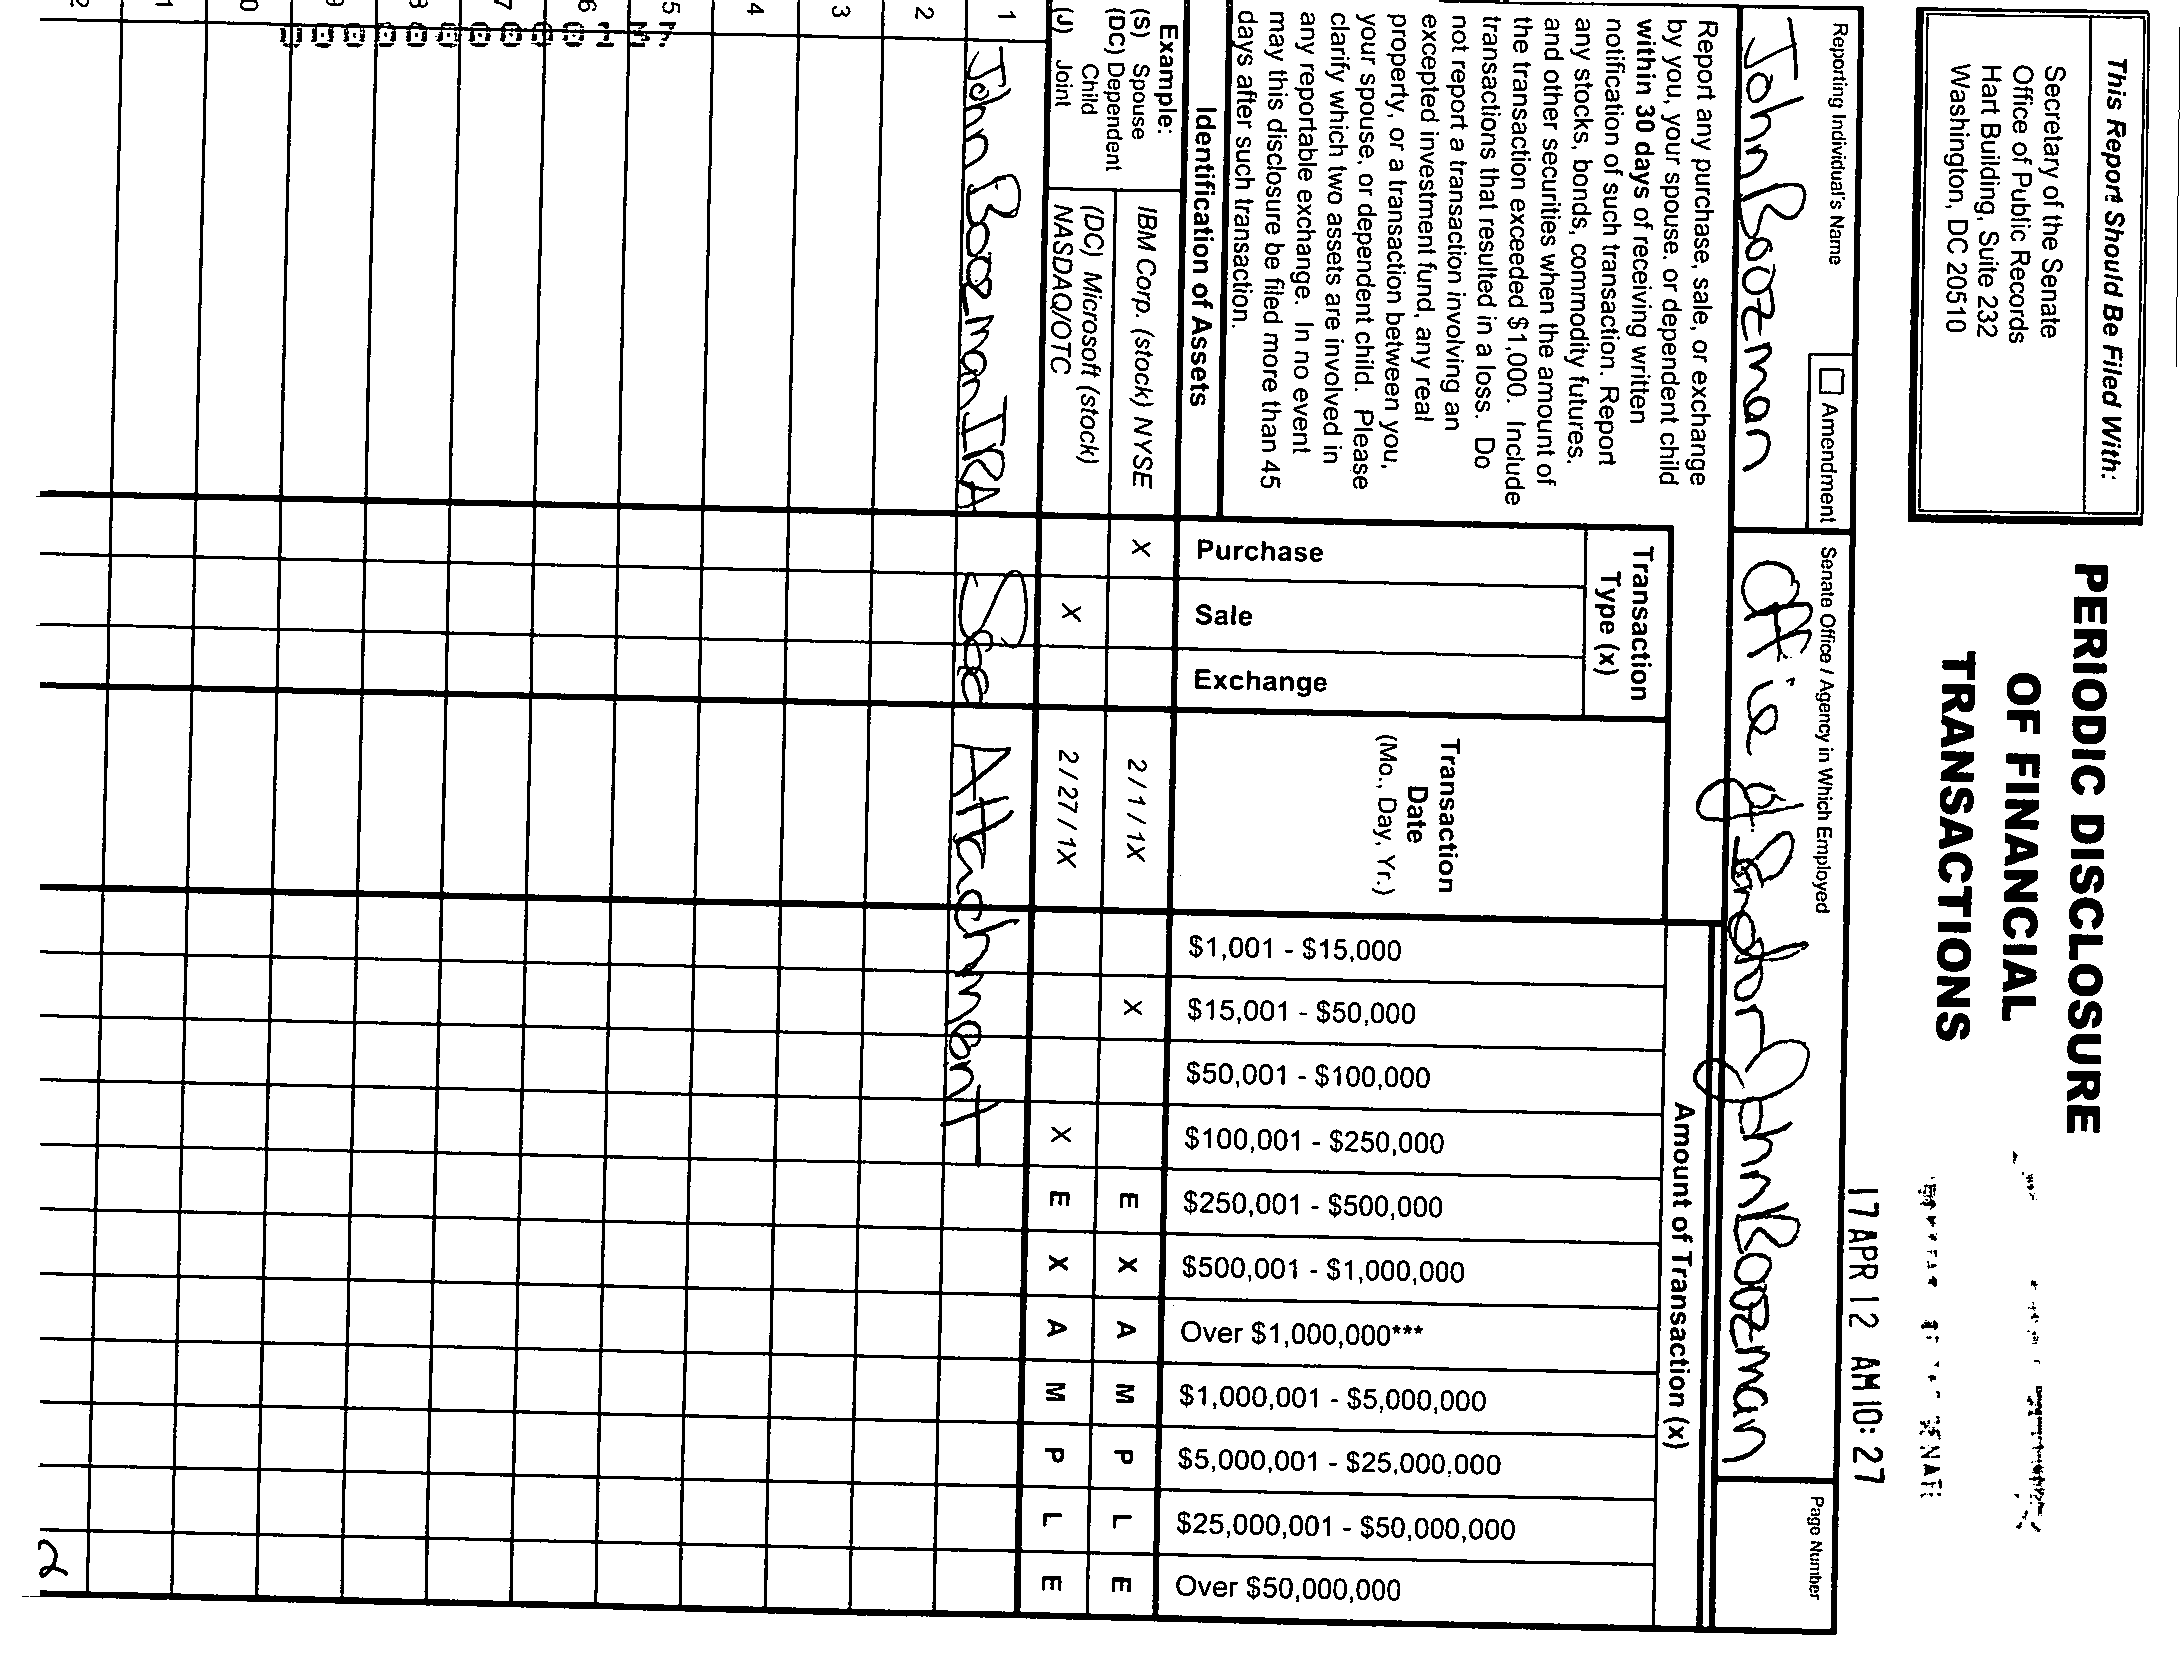 This Report Should Be Filed With:
Secretary of the Senate
Office of Public Records
Hart Building, Suite 232
Washington, DC 20510
PERIODIC DISCLOSURE
OF FINANCIAL
TRANSACTIONS
17 APR 12 AM 10: 27
Reporting Individual's Name
John Boozman
Amendment
Senate Office / Agency in Which Employed
Office of Senator John Boozman
Page Number
Report any purchase, sale, or exchange
by you, your spouse, or dependent child
within 30 days of receiving written
notification of such transaction. Report
any stocks, bonds, commodity futures,
and other securities when the amount of
the transaction exceeded $1,000. Include
transactions that resulted in a loss. Do
not report a transaction involving an
excepted investment fund, any real
property, or a transaction between you,
your spouse, or dependent child. Please
clarify which two assets are involved in
any reportable exchange. In no event
may this disclosure be filed more than 45
days after such transaction.
Identification of Assets
Transaction
Type (x)
Purchase
Sale
Exchange
Transaction
Date
(Mo., Day, Yr.)
Amount of Transaction (x)
$1,001 - $15,000
$15,001 - $50,000
$50,001 - $100,000
$100,001 - $250,000
$250,001 - $500,000
$500,001 - $1,000,000
Over $1,000,000***
$1,000,001 - $5,000,000
$5,000,001 - $25,000,000
$25,000,001 - $50,000,000
Over $50,000,000
Example:
(S) Spouse
(DC) Dependent
Child
(J) Joint
IBM Corp. (stock) NYSE X 2 / 1 / 1X X E X A M P L E
(DC) Microsoft (stock)
NASDAQ/OTC X 2 / 27 / 1X X E X A M P L E
1 John Boozman IRA See Attachment
2
3
4
5
6
7
8
9
0
1
2
2